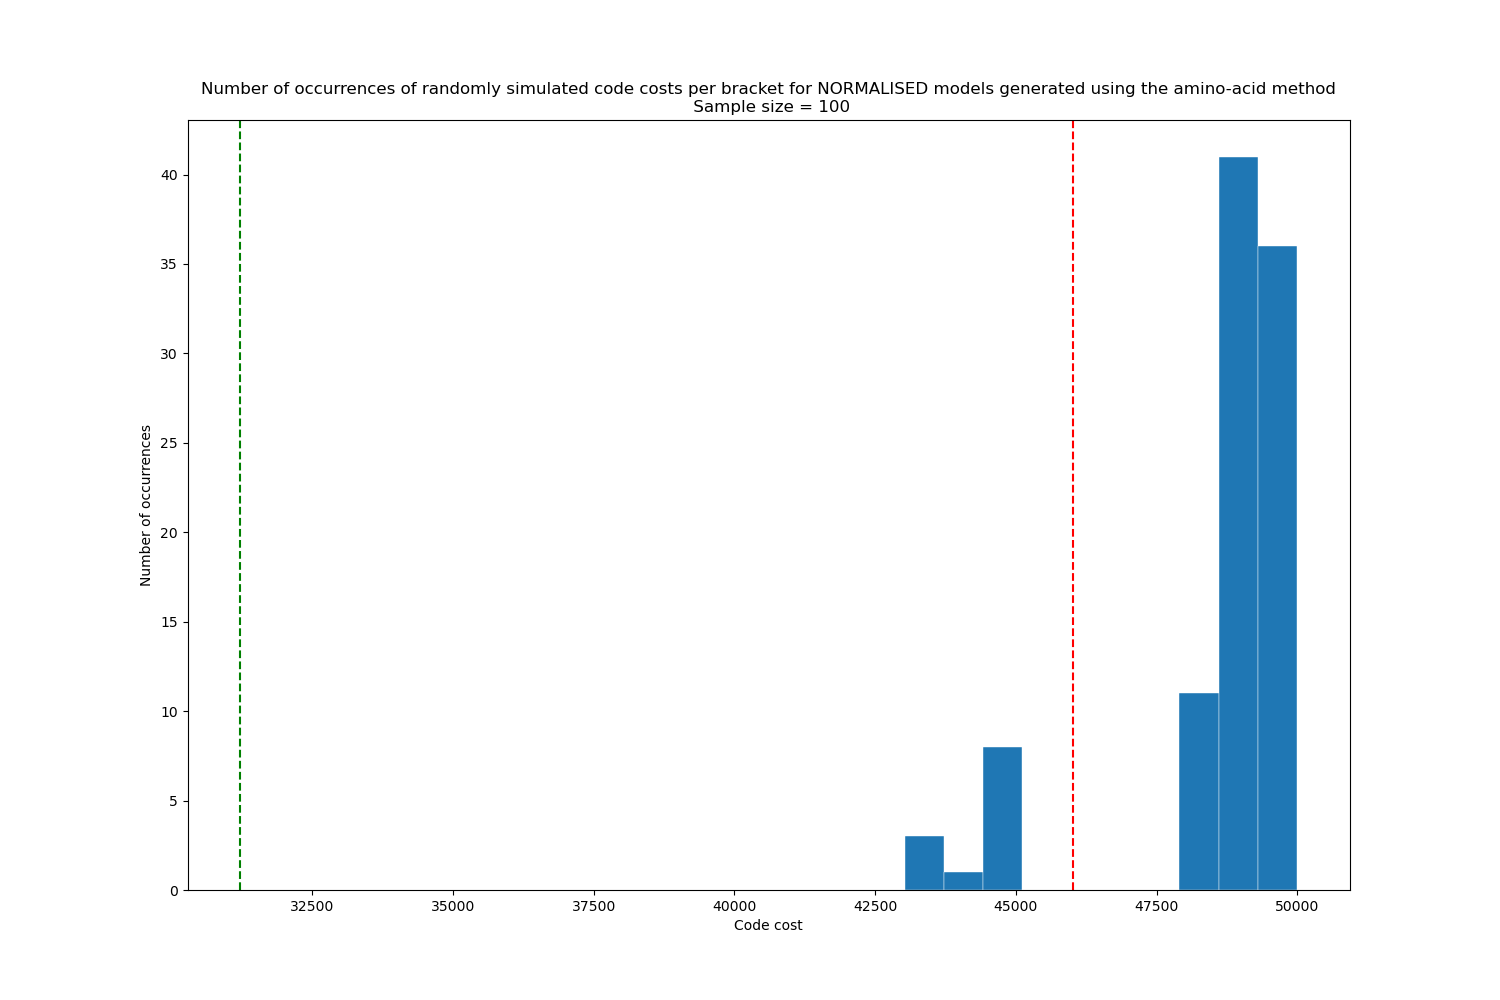 Number of occurrences of randomly simulated code costs per bracket for NORMALISED models generated using the amino-acid method
Sample size = 100
40
35
30
25
20
15
10
5
0
Number of occurrences
32500 35000 37500 40000 42500 45000 47500 50000
Code cost